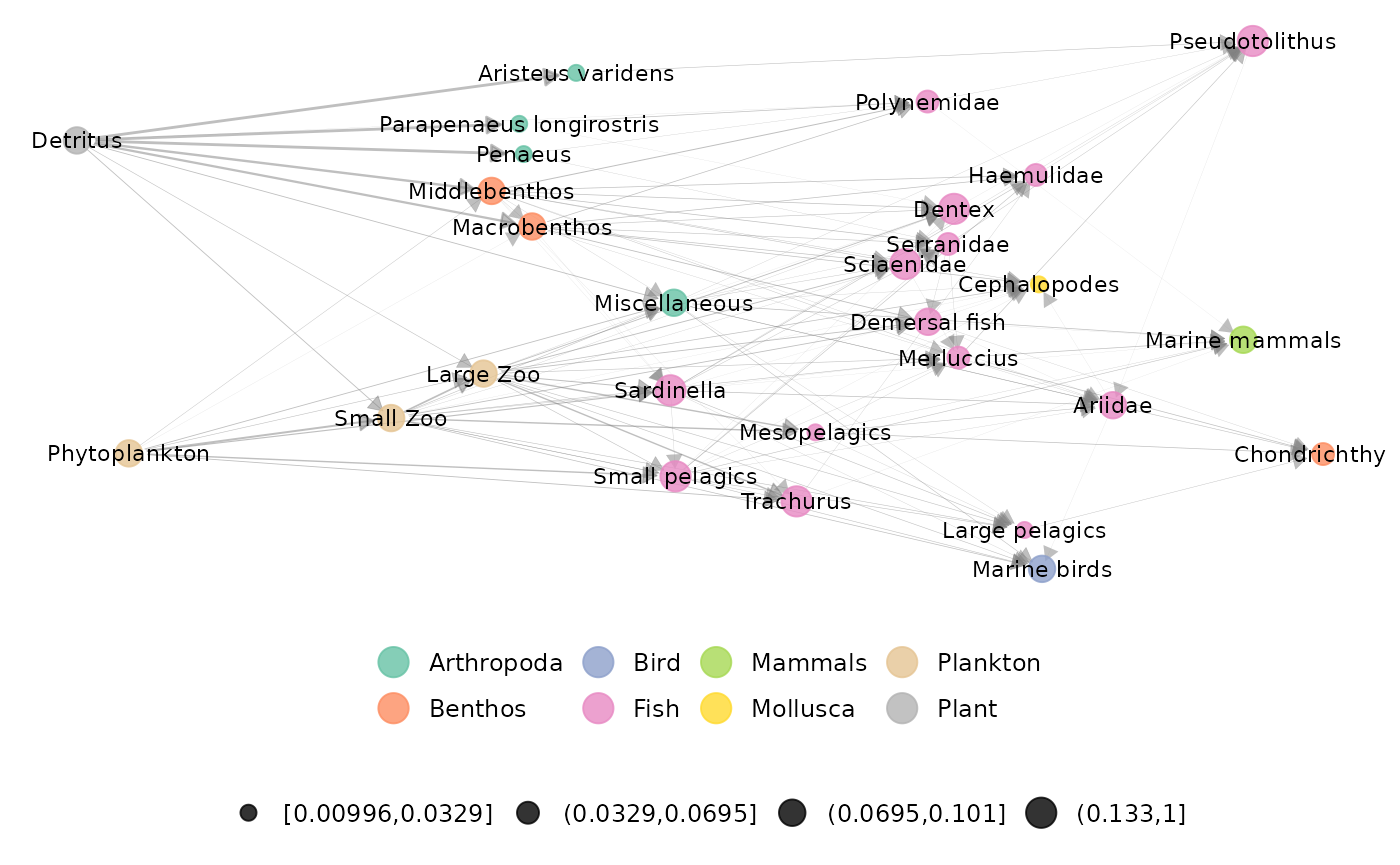 Pseudotolithus
Aristeus varidens
Polynemidae
Parapenaeus longirostris
Detritus
Penaeus
Haemulidae
Middlebenthos
Dentex
Macrobenthos
Serranidae
Sciaenidae
Cephalopodes
Miscellaneous
Demersal fish
Marine mammals
Merluccius
Large Zoo
Sardinella
Ariidae
Small Zoo
Mesopelagics
Phytoplankton
Chondrichthy
Small pelagics
Trachurus
Large pelagics
Marine birds
Arthropoda Bird Mammals Plankton
Benthos Fish Mollusca Plant
[0.00996,0.0329] (0.0329,0.0695] (0.0695,0.101] (0.133,1]